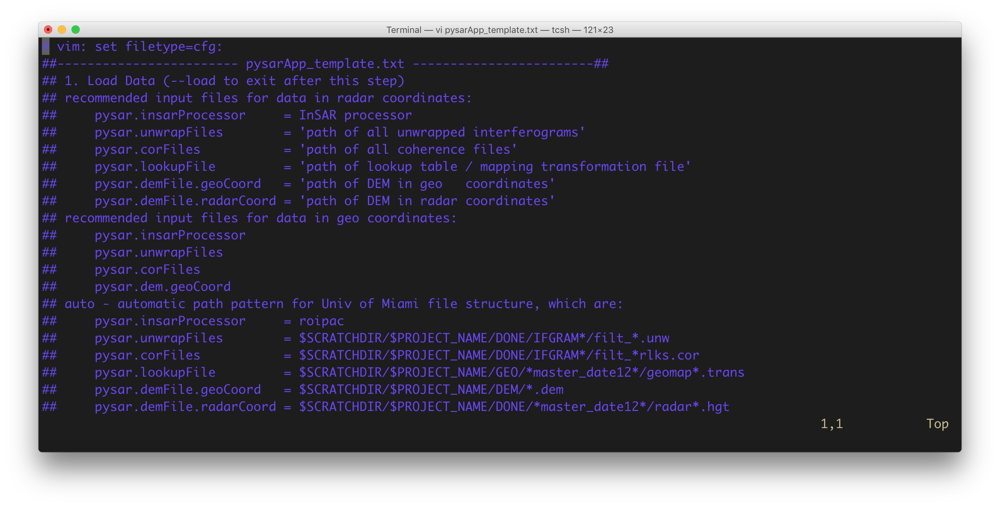 Terminal — vi pysarApp_template.txt — tcsh — 121×23
# vim: set filetype=cfg:
##------------------------ pysarApp_template.txt ------------------------##
## 1. Load Data (--load to exit after this step)
## recommended input files for data in radar coordinates:
##     pysar.insarProcessor     = InSAR processor
##     pysar.unwrapFiles        = 'path of all unwrapped interferograms'
##     pysar.corFiles           = 'path of all coherence files'
##     pysar.lookupFile         = 'path of lookup table / mapping transformation file'
##     pysar.demFile.geoCoord   = 'path of DEM in geo   coordinates'
##     pysar.demFile.radarCoord = 'path of DEM in radar coordinates'
## recommended input files for data in geo coordinates:
##     pysar.insarProcessor
##     pysar.unwrapFiles
##     pysar.corFiles
##     pysar.dem.geoCoord
## auto - automatic path pattern for Univ of Miami file structure, which are:
##     pysar.insarProcessor     = roipac
##     pysar.unwrapFiles        = $SCRATCHDIR/$PROJECT_NAME/DONE/IFGRAM*/filt_*.unw
##     pysar.corFiles           = $SCRATCHDIR/$PROJECT_NAME/DONE/IFGRAM*/filt_*rlks.cor
##     pysar.lookupFile         = $SCRATCHDIR/$PROJECT_NAME/GEO/*master_date12*/geomap*.trans
##     pysar.demFile.geoCoord   = $SCRATCHDIR/$PROJECT_NAME/DEM/*.dem
##     pysar.demFile.radarCoord = $SCRATCHDIR/$PROJECT_NAME/DONE/*master_date12*/radar*.hgt
1,1           Top